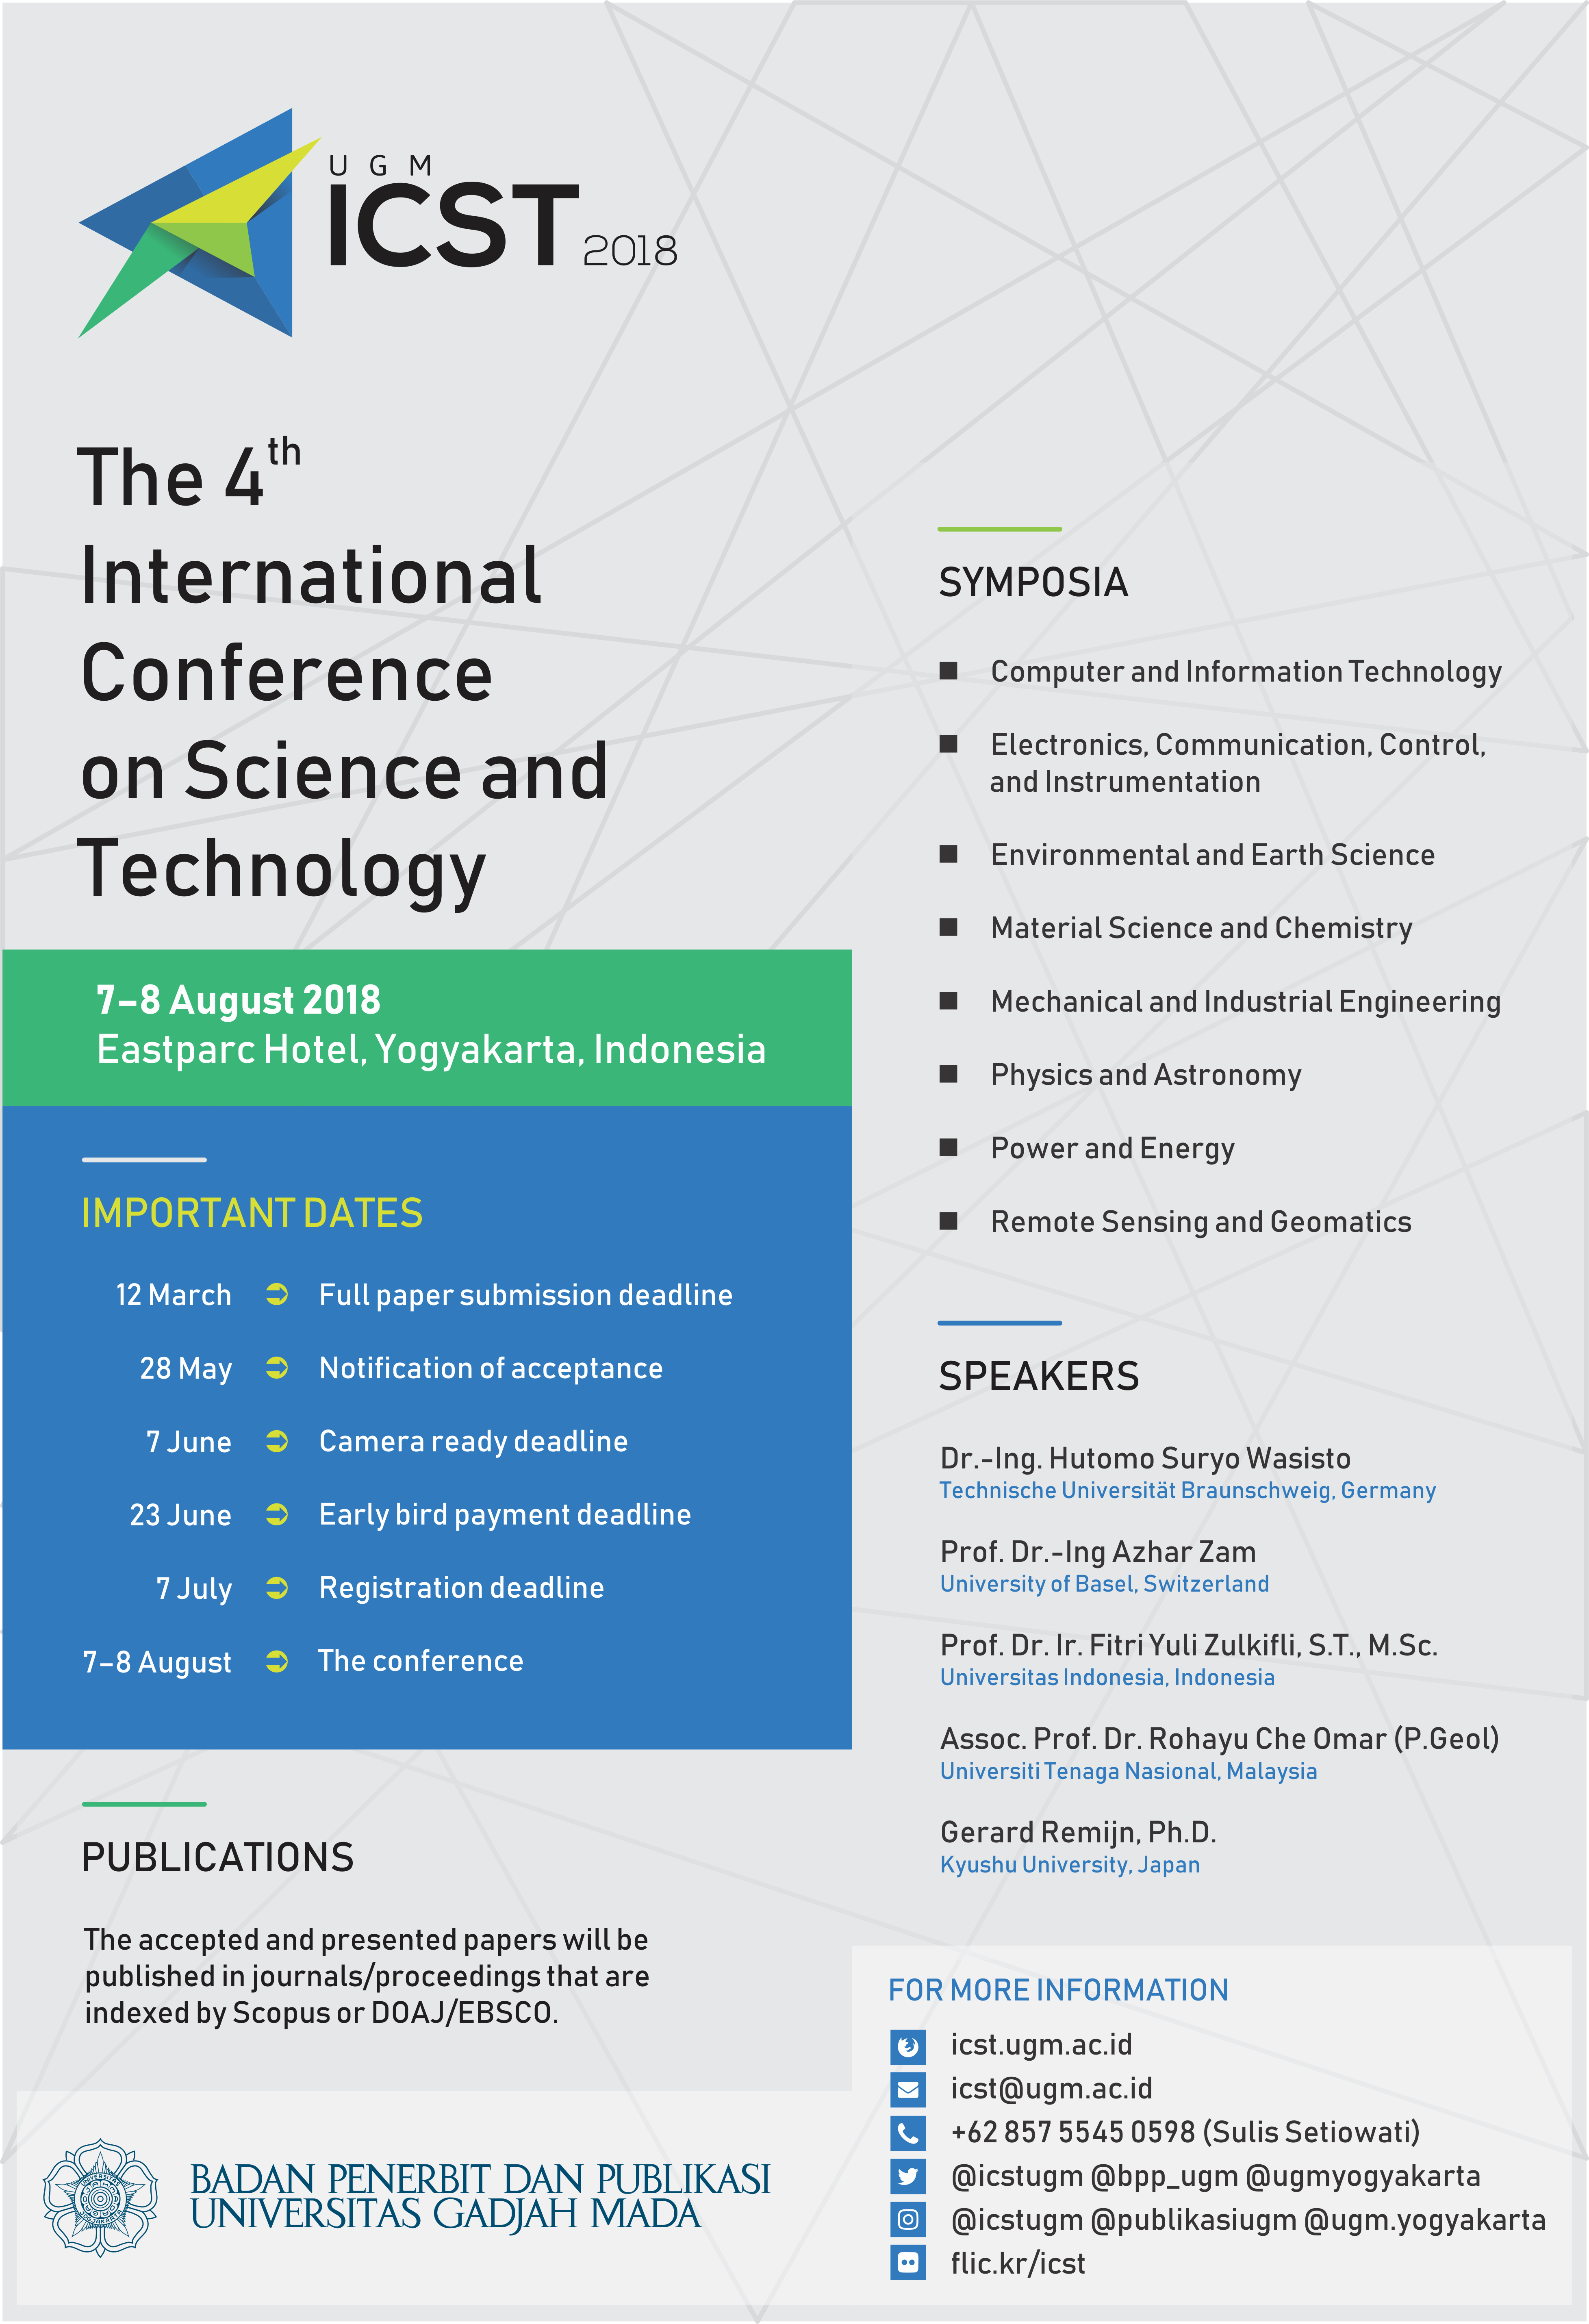 UGM
ICST 2018
The 4th
International
Conference
on Science and
Technology
7–8 August 2018
Eastparc Hotel, Yogyakarta, Indonesia
IMPORTANT DATES
12 March ➲ Full paper submission deadline
28 May ➲ Notification of acceptance
7 June ➲ Camera ready deadline
23 June ➲ Early bird payment deadline
7 July ➲ Registration deadline
7–8 August ➲ The conference
PUBLICATIONS
The accepted and presented papers will be
published in journals/proceedings that are
indexed by Scopus or DOAJ/EBSCO.
BADAN PENERBIT DAN PUBLIKASI
UNIVERSITAS GADJAH MADA
SYMPOSIA
■ Computer and Information Technology
■ Electronics, Communication, Control,
and Instrumentation
■ Environmental and Earth Science
■ Material Science and Chemistry
■ Mechanical and Industrial Engineering
■ Physics and Astronomy
■ Power and Energy
■ Remote Sensing and Geomatics
SPEAKERS
Dr.-Ing. Hutomo Suryo Wasisto
Technische Universität Braunschweig, Germany
Prof. Dr.-Ing Azhar Zam
University of Basel, Switzerland
Prof. Dr. Ir. Fitri Yuli Zulkifli, S.T., M.Sc.
Universitas Indonesia, Indonesia
Assoc. Prof. Dr. Rohayu Che Omar (P.Geol)
Universiti Tenaga Nasional, Malaysia
Gerard Remijn, Ph.D.
Kyushu University, Japan
FOR MORE INFORMATION
icst.ugm.ac.id
icst@ugm.ac.id
+62 857 5545 0598 (Sulis Setiowati)
@icstugm @bpp_ugm @ugmyogyakarta
@icstugm @publikasiugm @ugm.yogyakarta
flic.kr/icst